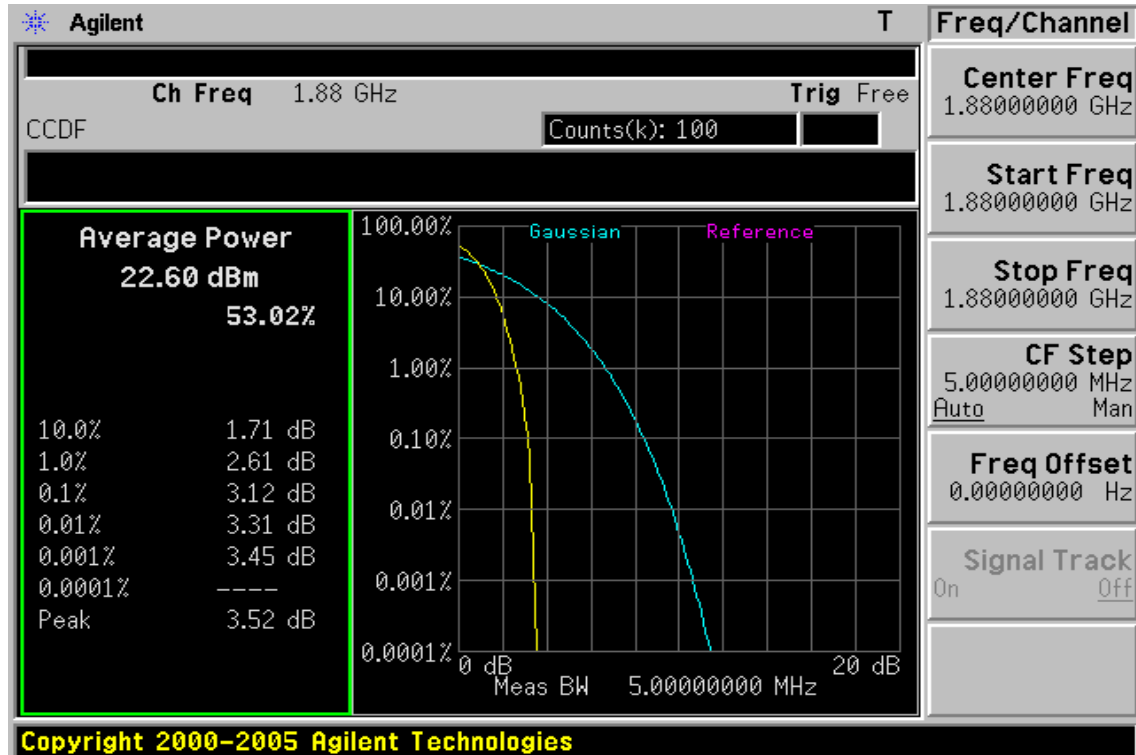 Agilent T Freq/Channel
Ch Freq 1.88 GHz Trig Free
CCDF Counts(k): 100
Average Power
22.60 dBm
53.02%
10.0% 1.71 dB
1.0% 2.61 dB
0.1% 3.12 dB
0.01% 3.31 dB
0.001% 3.45 dB
0.0001% ----
Peak 3.52 dB
Gaussian Reference
100.00%
10.00%
1.00%
0.10%
0.01%
0.001%
0.0001%
0 dB 20 dB
Meas BW 5.00000000 MHz
Center Freq
1.88000000 GHz
Start Freq
1.88000000 GHz
Stop Freq
1.88000000 GHz
CF Step
5.00000000 MHz
Auto Man
Freq Offset
0.00000000 Hz
Signal Track
On Off
Copyright 2000-2005 Agilent Technologies